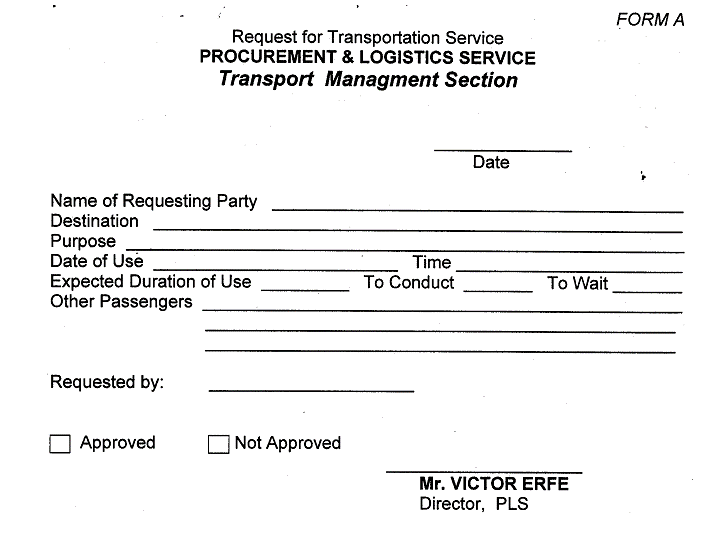 FORM A
Request for Transportation Service
PROCUREMENT & LOGISTICS SERVICE
Transport Managment Section
Date
Name of Requesting Party
Destination
Purpose
Date of Use Time
Expected Duration of Use To Conduct To Wait
Other Passengers
Requested by:
Approved Not Approved
Mr. VICTOR ERFE
Director, PLS